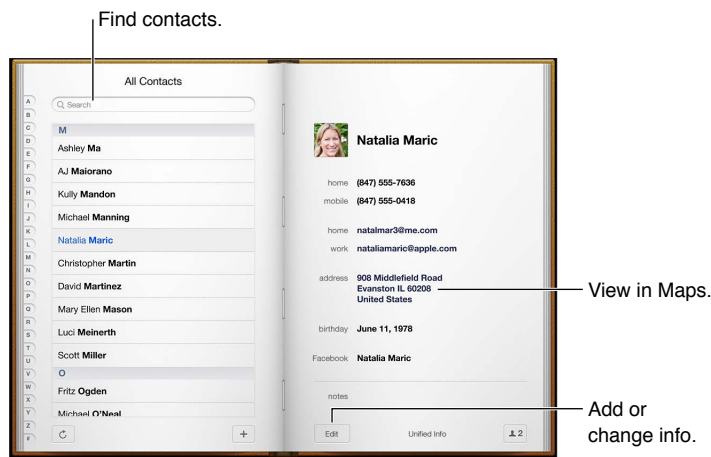 Find contacts.
All Contacts
Search
A
B
C
D
E
F
G
H
I
J
K
L
M
N
O
P
Q
R
S
T
U
V
W
X
Y
Z
#
M
Ashley Ma
AJ Maiorano
Kully Mandon
Michael Manning
Natalia Maric
Christopher Martin
David Martinez
Mary Ellen Mason
Luci Meinerth
Scott Miller
O
Fritz Ogden
Michael O'Neal
Natalia Maric
home (847) 555-7636
mobile (847) 555-0418
home natalmar3@me.com
work nataliamaric@apple.com
address 908 Middlefield Road
Evanston IL 60208
United States
View in Maps.
birthday June 11, 1978
Facebook Natalia Maric
notes
Edit
Unified Info
2
Add or
change info.